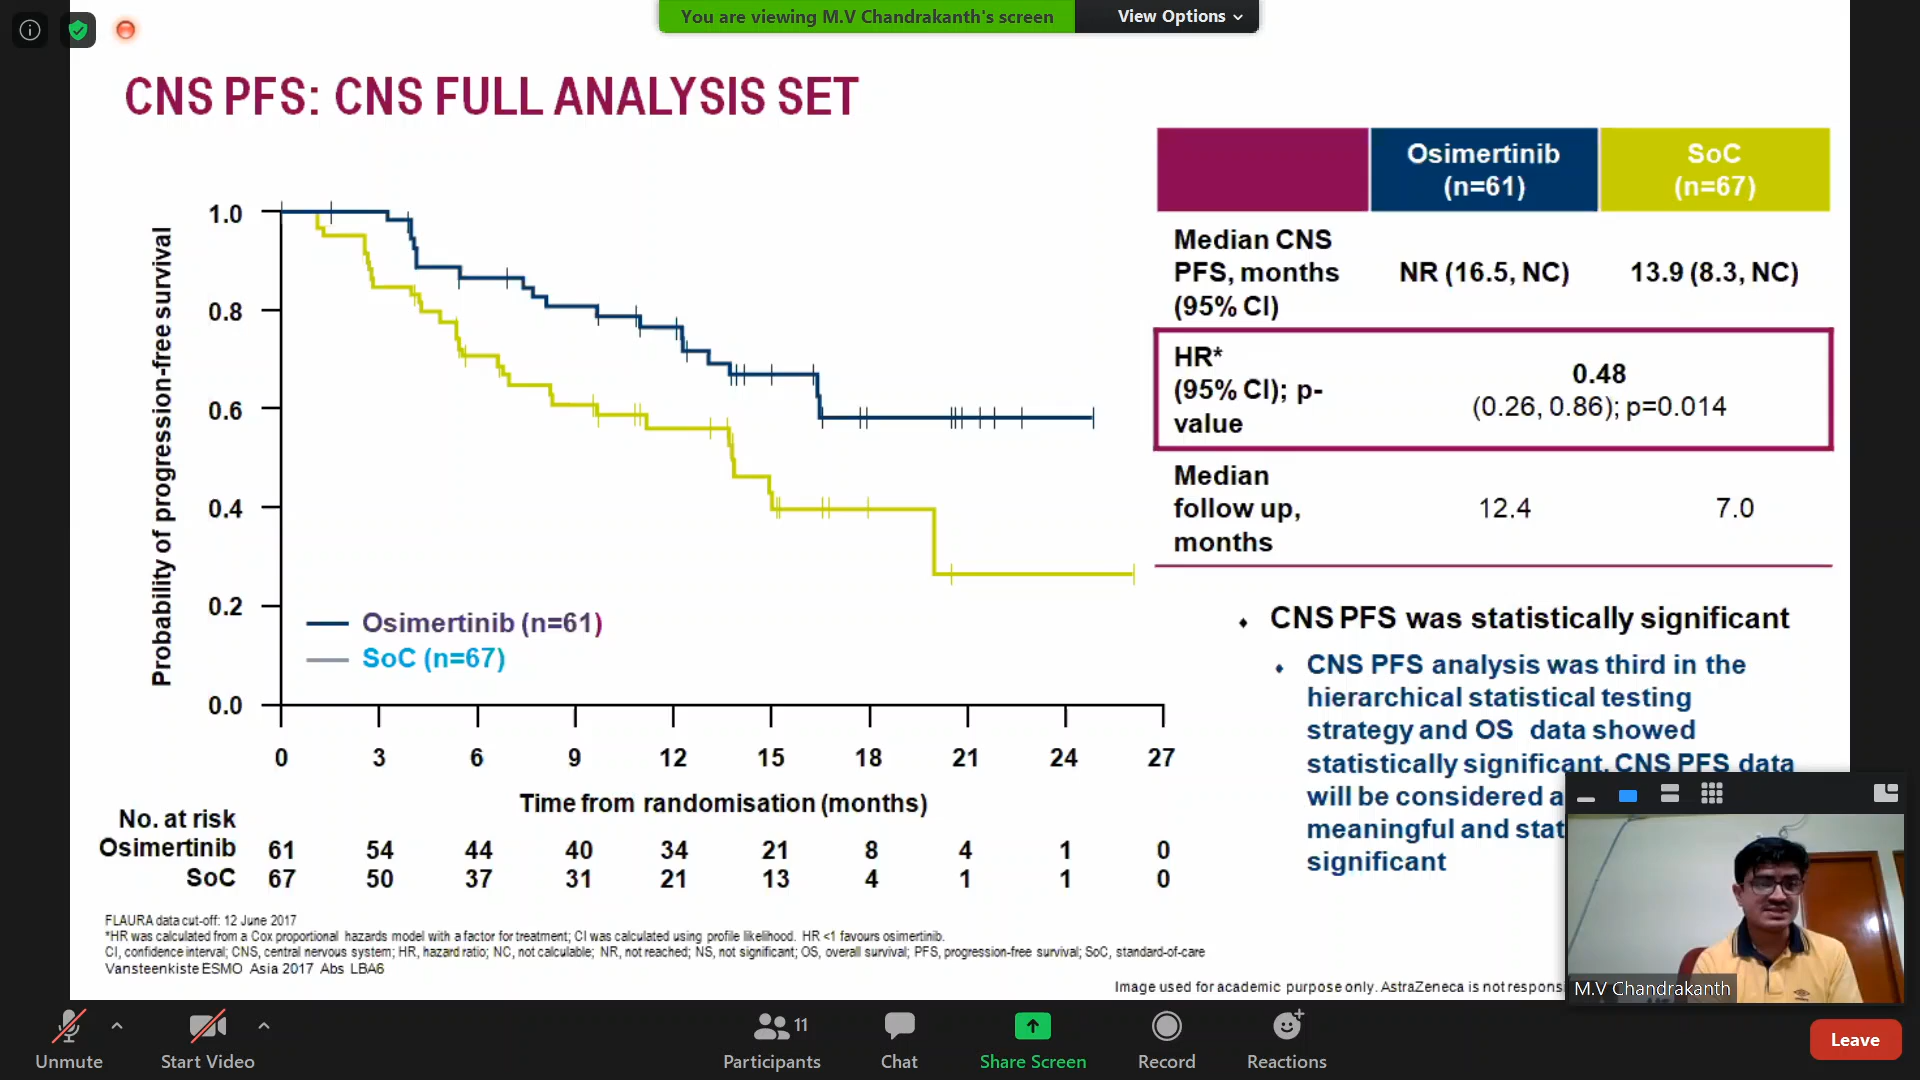 You are viewing M.V Chandrakanth's screen
View Options
CNS PFS: CNS FULL ANALYSIS SET
Osimertinib
(n=61)
SoC
(n=67)
Median CNS
PFS, months
(95% CI)
NR (16.5, NC)
13.9 (8.3, NC)
HR*
(95% CI); p-
value
0.48
(0.26, 0.86); p=0.014
Median
follow up,
months
12.4
7.0
Probability of progression-free survival
1.0
0.8
0.6
0.4
0.2
0.0
Osimertinib (n=61)
SoC (n=67)
0 3 6 9 12 15 18 21 24 27
Time from randomisation (months)
No. at risk
Osimertinib 61 54 44 40 34 21 8 4 1 0
SoC 67 50 37 31 21 13 4 1 1 0
CNS PFS was statistically significant
CNS PFS analysis was third in the
hierarchical statistical testing
strategy and OS data showed
statistically significant. CNS PFS data
will be considered
meaningful and
significant
FLAURA data cut-off: 12 June 2017
*HR was calculated from a Cox proportional hazards model with a factor for treatment; CI was calculated using profile likelihood. HR <1 favours osimertinib.
CI, confidence interval; CNS, central nervous system; HR, hazard ratio; NC, not calculable; NR, not reached; NS, not significant; OS, overall survival; PFS, progression-free survival; SoC, standard-of-care
Vansteenkiste ESMO Asia 2017 Abs LBA6
Image used for academic purpose only. AstraZeneca is not
M.V Chandrakanth
Unmute
Start Video
11
Participants
Chat
Share Screen
Record
Reactions
Leave